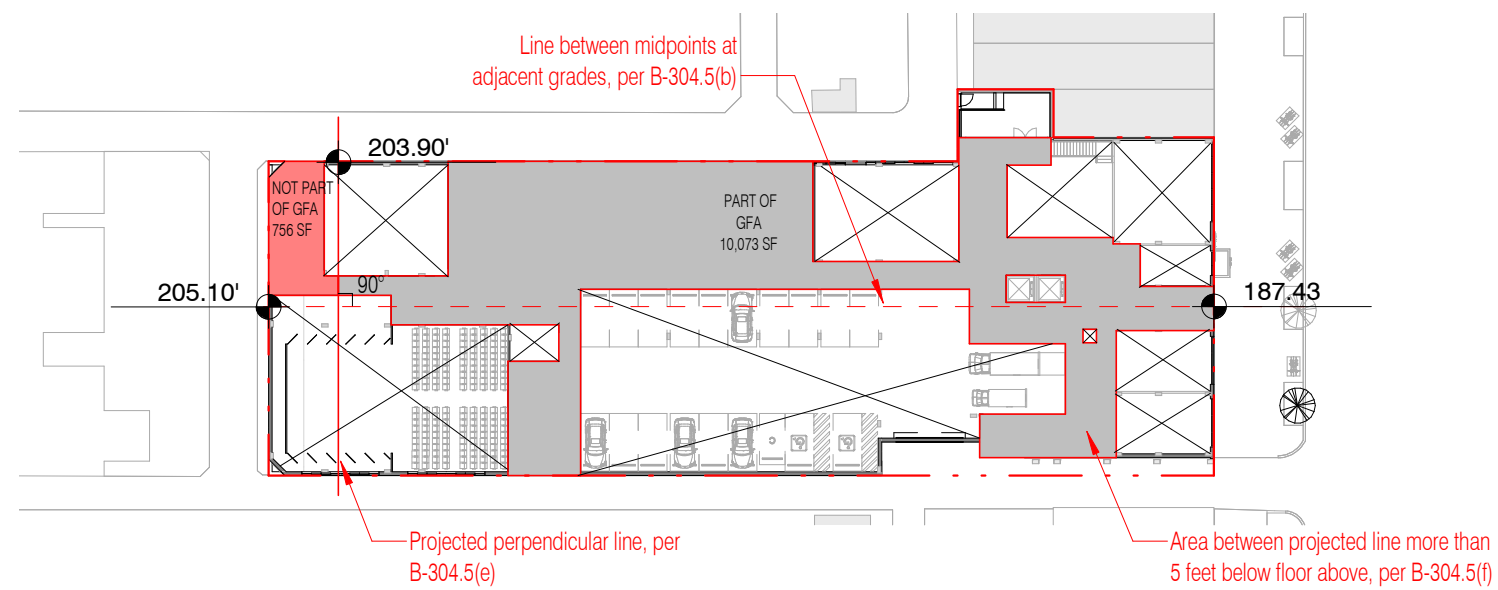 Line between midpoints at
adjacent grades, per B-304.5(b)
203.90'
NOT PART
OF GFA
756 SF
PART OF
GFA
10,073 SF
205.10'
90°
187.43
Projected perpendicular line, per
B-304.5(e)
Area between projected line more than
5 feet below floor above, per B-304.5(f)